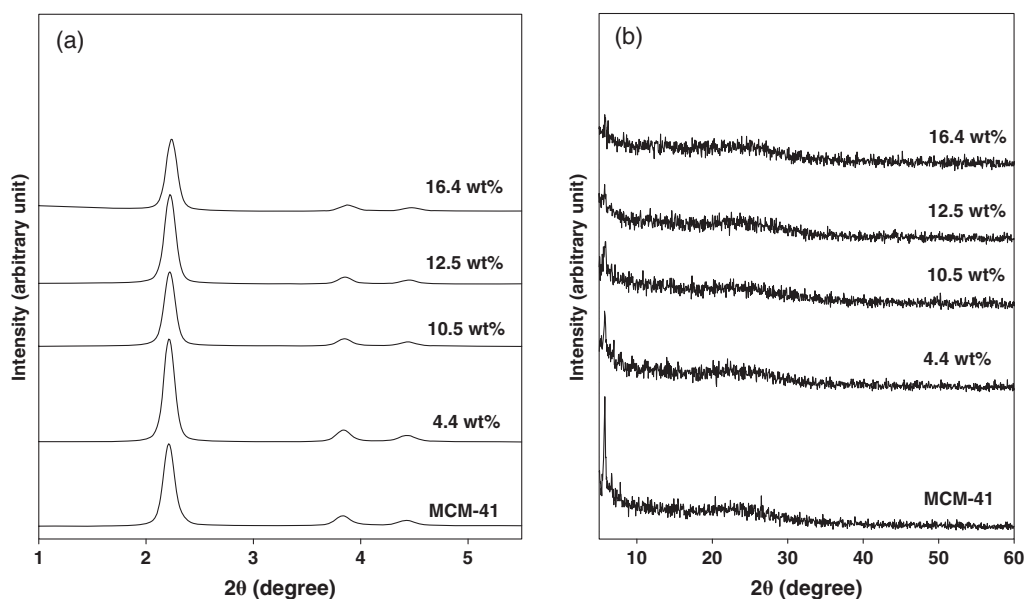 (a)
16.4 wt%
12.5 wt%
10.5 wt%
4.4 wt%
MCM-41
Intensity (arbitrary unit)
1 2 3 4 5
2θ (degree)
(b)
16.4 wt%
12.5 wt%
10.5 wt%
4.4 wt%
MCM-41
Intensity (arbitrary unit)
10 20 30 40 50 60
2θ (degree)